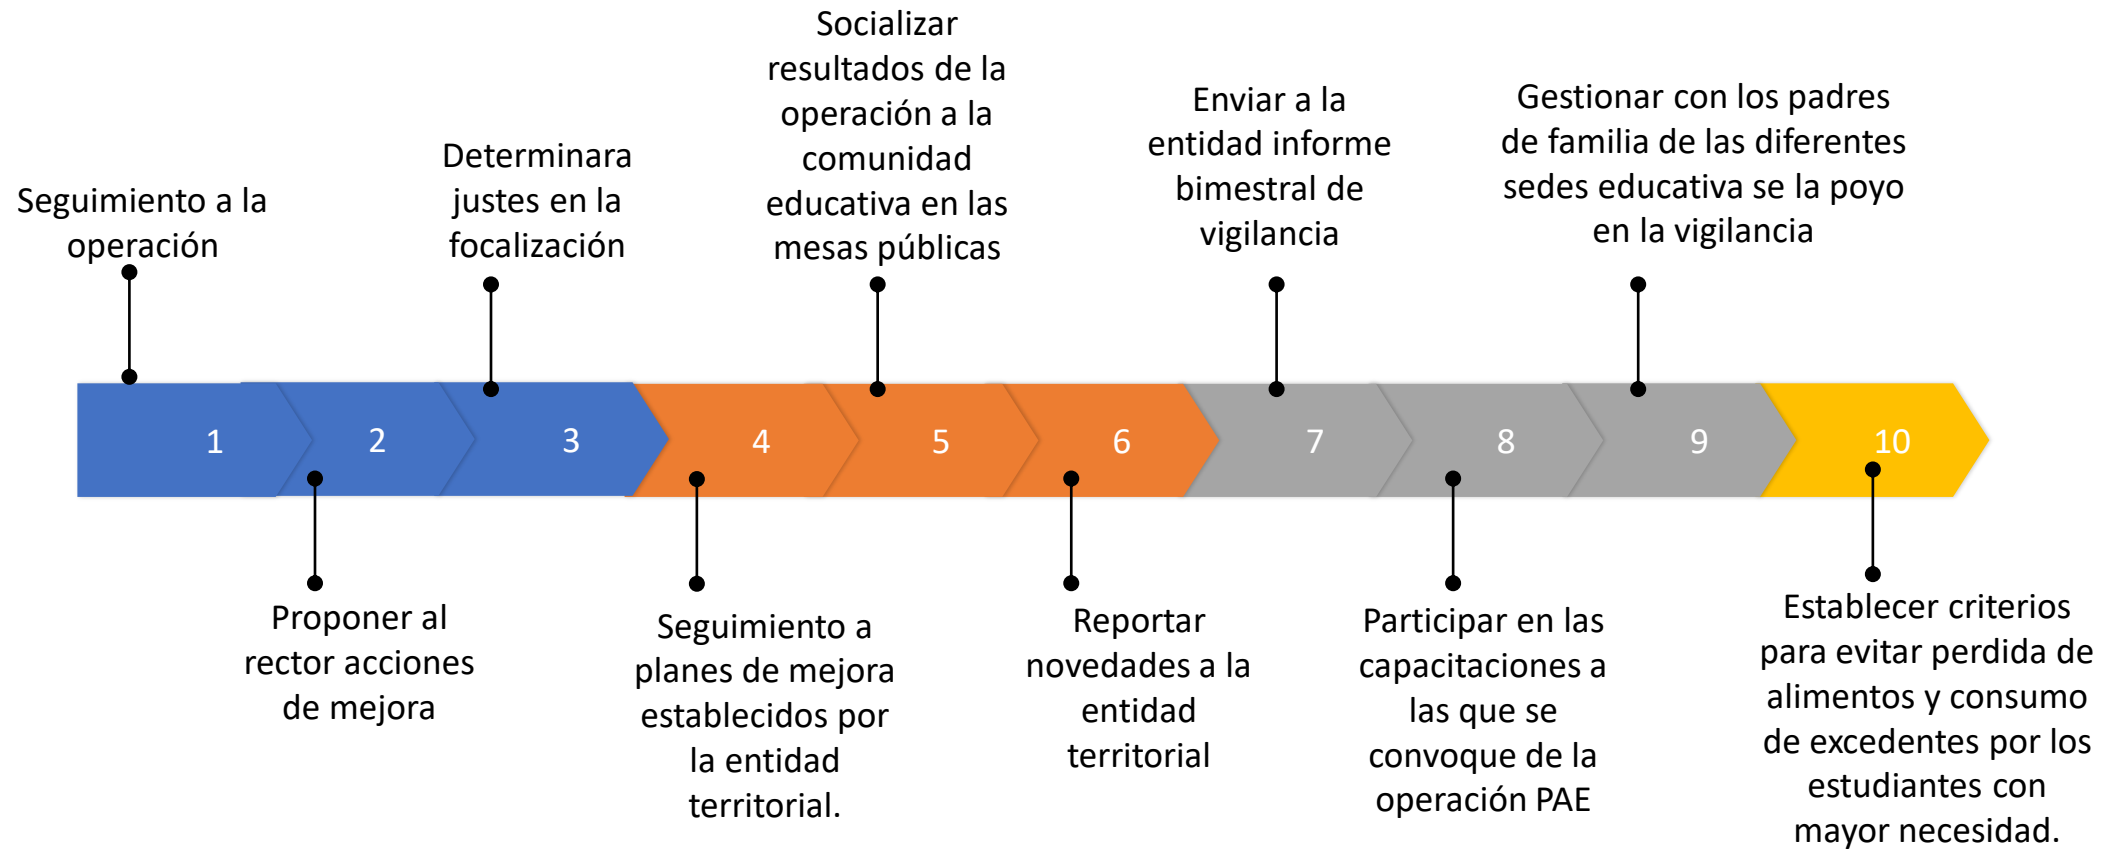 Seguimiento a la
operación
Determinara
justes en la
focalización
Socializar
resultados de la
operación a la
comunidad
educativa en las
mesas públicas
Enviar a la
entidad informe
bimestral de
vigilancia
Gestionar con los padres
de familia de las diferentes
sedes educativa se la poyo
en la vigilancia
1
2
3
4
5
6
7
8
9
10
Proponer al
rector acciones
de mejora
Seguimiento a
planes de mejora
establecidos por
la entidad
territorial.
Reportar
novedades a la
entidad
territorial
Participar en las
capacitaciones a
las que se
convoque de la
operación PAE
Establecer criterios
para evitar perdida de
alimentos y consumo
de excedentes por los
estudiantes con
mayor necesidad.